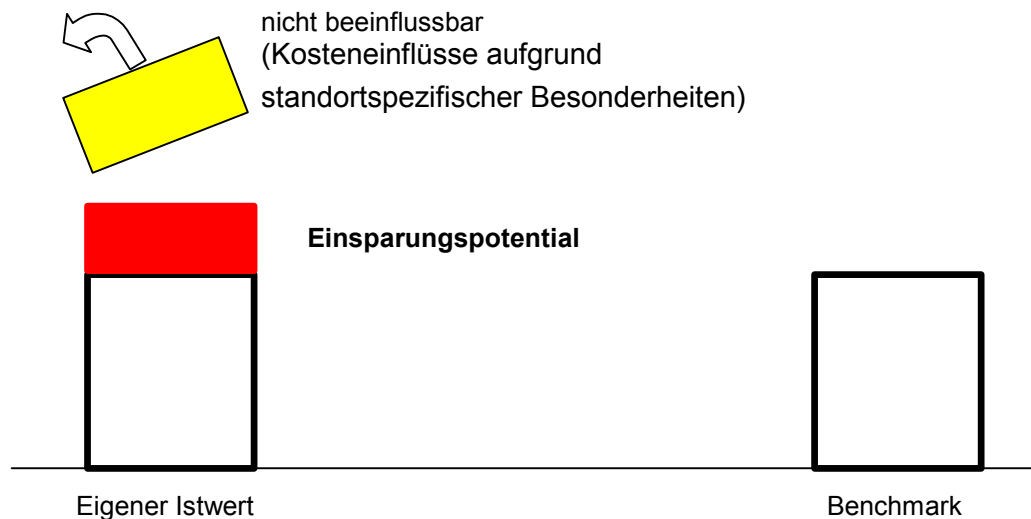 nicht beeinflussbar
(Kosteneinflüsse aufgrund
standortspezifischer Besonderheiten)
Einsparungspotential
Eigener Istwert
Benchmark